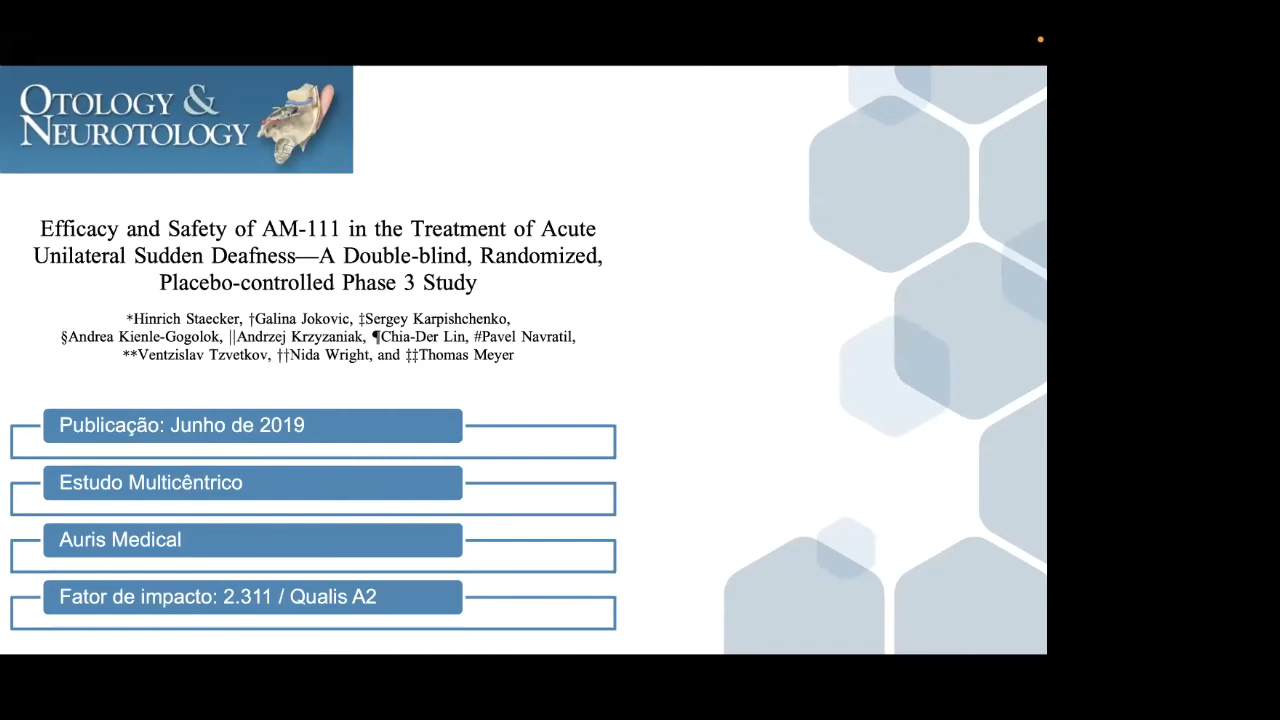 OTOLOGY &
NEUROTOLOGY
Efficacy and Safety of AM-111 in the Treatment of Acute
Unilateral Sudden Deafness—A Double-blind, Randomized,
Placebo-controlled Phase 3 Study
*Hinrich Staecker, †Galina Jokovic, ‡Sergey Karpishchenko,
§Andrea Kienle-Gogolok, ||Andrzej Krzyzaniak, ¶Chia-Der Lin, #Pavel Navratil,
**Ventzislav Tzvetkov, ††Nida Wright, and ‡‡Thomas Meyer
Publicação: Junho de 2019
Estudo Multicêntrico
Auris Medical
Fator de impacto: 2.311 / Qualis A2